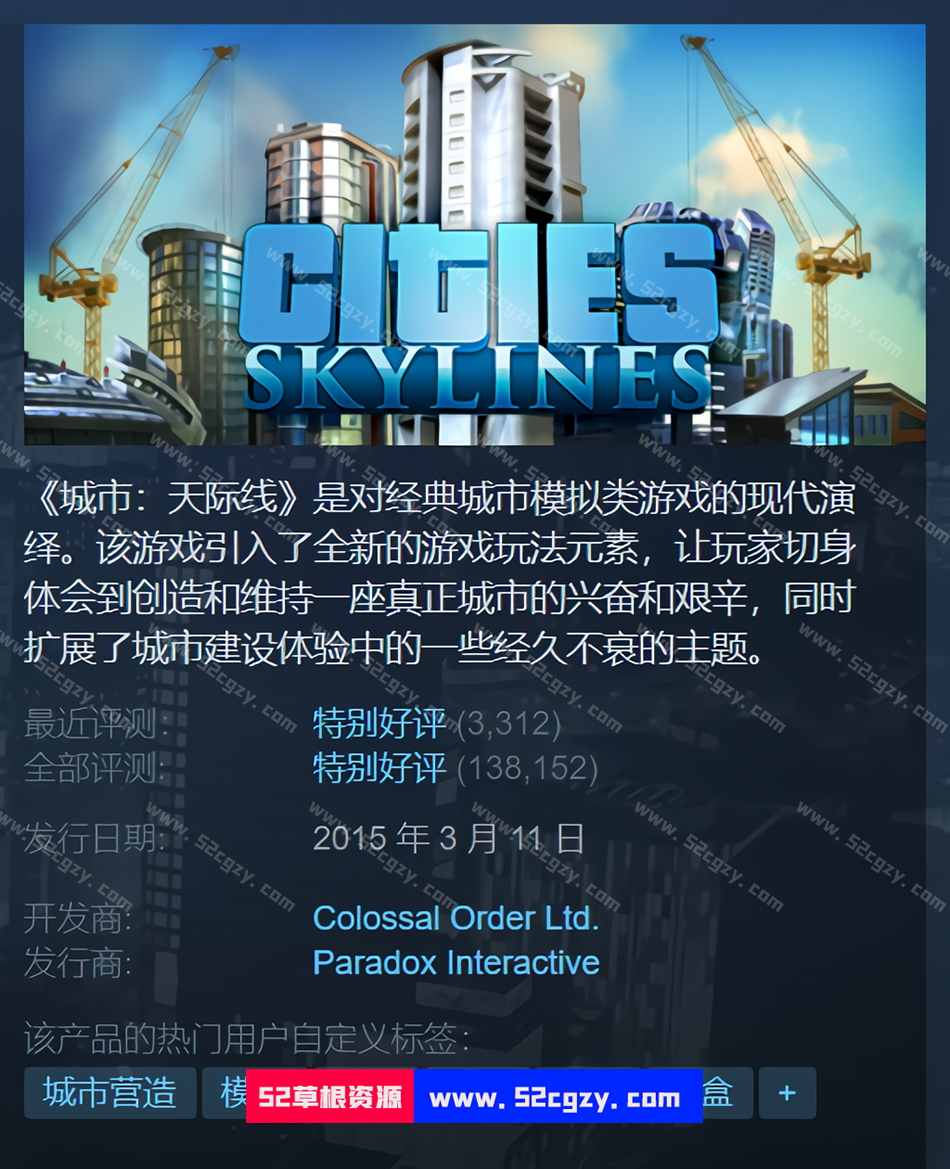 CITIES
SKYLINES
《城市：天际线》是对经典城市模拟类游戏的现代演
绎。该游戏引入了全新的游戏玩法元素，让玩家切身
体会到创造和维持一座真正城市的兴奋和艰辛，同时
扩展了城市建设体验中的一些经久不衰的主题。
最近评测: 特别好评 (3,312)
全部评测: 特别好评 (138,152)
发行日期: 2015 年 3 月 11 日
开发商: Colossal Order Ltd.
发行商: Paradox Interactive
该产品的热门用户自定义标签:
城市营造 模 盒 +
52草根资源 www.52cgzy.com